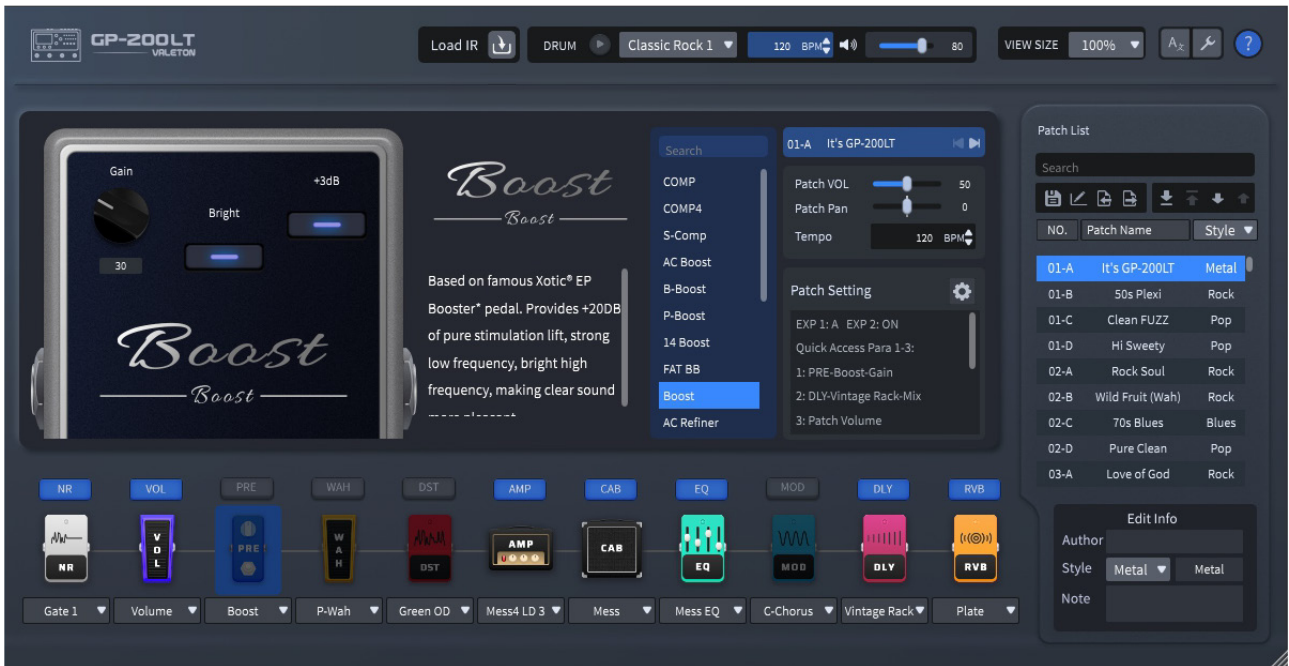 GP-200LT
VALETON
Load IR
DRUM
Classic Rock 1
120 BPM
80
VIEW SIZE
100%
Gain
+3dB
Bright
30
Boost
Boost
Boost
Boost
Based on famous Xotic® EP
Booster* pedal. Provides +20DB
of pure stimulation lift, strong
low frequency, bright high
frequency, making clear sound
Search
COMP
COMP4
S-Comp
AC Boost
B-Boost
P-Boost
14 Boost
FAT BB
Boost
AC Refiner
01-A It's GP-200LT
Patch VOL 50
Patch Pan 0
Tempo 120 BPM
Patch Setting
EXP 1: A EXP 2: ON
Quick Access Para 1-3:
1: PRE-Boost-Gain
2: DLY-Vintage Rack-Mix
3: Patch Volume
Patch List
Search
NO. Patch Name Style
01-A It's GP-200LT Metal
01-B 50s Plexi Rock
01-C Clean FUZZ Pop
01-D Hi Sweety Pop
02-A Rock Soul Rock
02-B Wild Fruit (Wah) Rock
02-C 70s Blues Blues
02-D Pure Clean Pop
03-A Love of God Rock
Edit Info
Author
Style Metal Metal
Note
NR VOL PRE WAH DST AMP CAB EQ MOD DLY RVB
NR VOL PRE WAH DST AMP CAB EQ MOD DLY RVB
Gate 1 Volume Boost P-Wah Green OD Mess4 LD 3 Mess Mess EQ C-Chorus Vintage Rack Plate